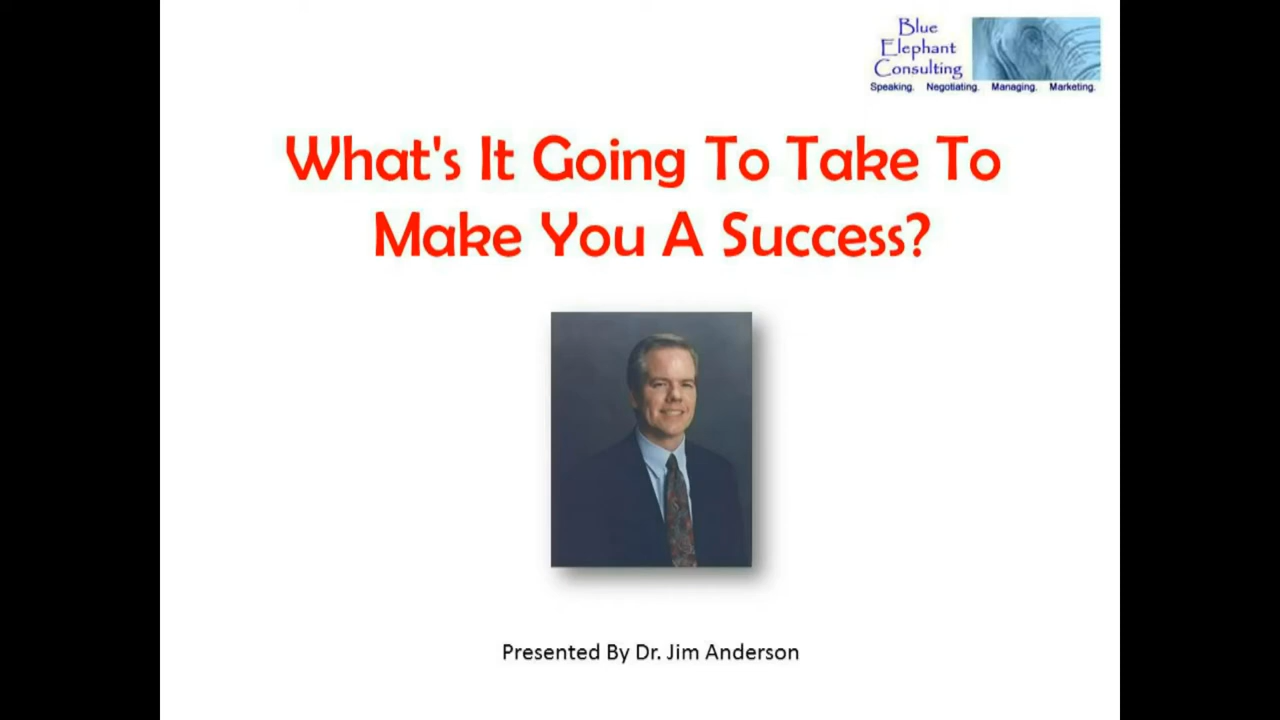 Blue
Elephant
Consulting
Speaking. Negotiating. Managing. Marketing.
What's It Going To Take To
Make You A Success?
Presented By Dr. Jim Anderson